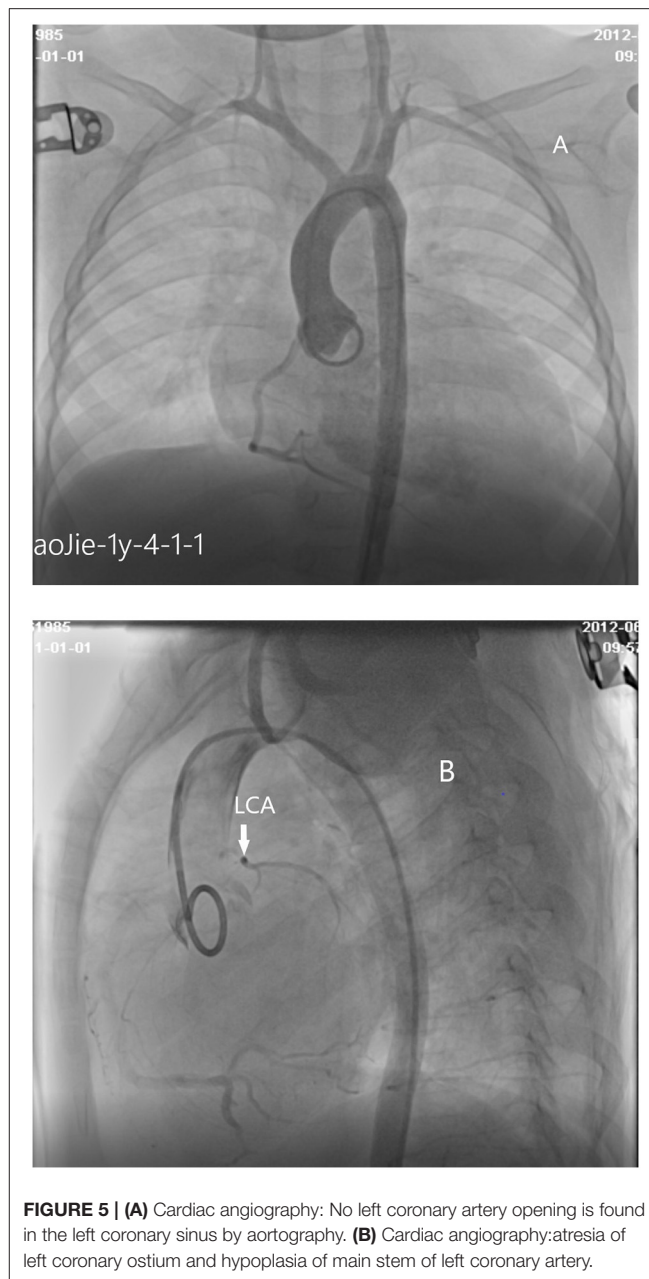 985
-01-01
2012-
09:
A
aoJie-1y-4-1-1
1985
1-01-01
2012-06
09:57
B
LCA
FIGURE 5 | (A) Cardiac angiography: No left coronary artery opening is found
in the left coronary sinus by aortography. (B) Cardiac angiography:atresia of
left coronary ostium and hypoplasia of main stem of left coronary artery.